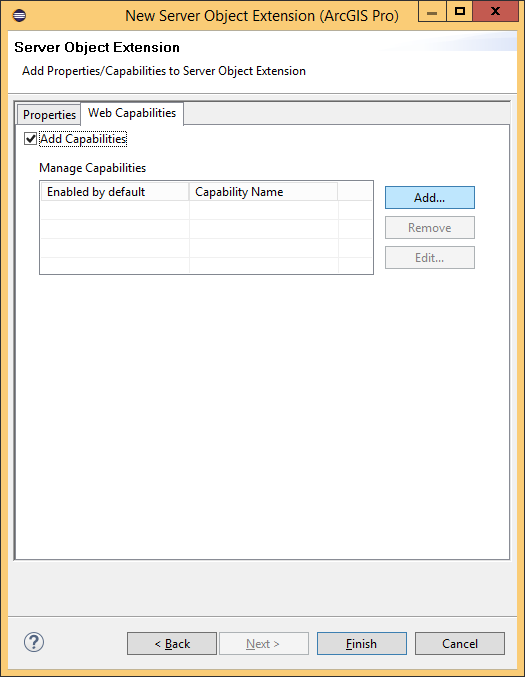 New Server Object Extension (ArcGIS Pro)
Server Object Extension
Add Properties/Capabilities to Server Object Extension
Properties Web Capabilities
Add Capabilities
Manage Capabilities
Enabled by default Capability Name
Add...
Remove
Edit...
? < Back Next > Finish Cancel